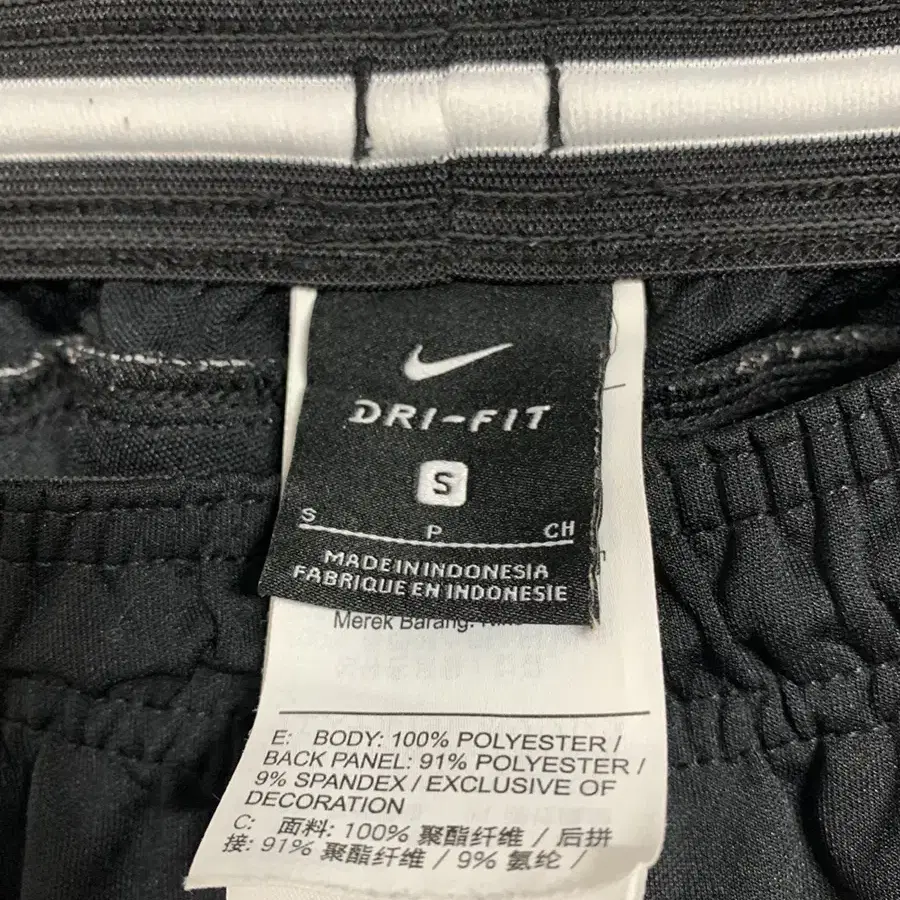 DRI-FIT
S
S P CH
MADE IN INDONESIA
FABRIQUE EN INDONESIE
Merek Barang:
E: BODY: 100% POLYESTER /
BACK PANEL: 91% POLYESTER /
9% SPANDEX / EXCLUSIVE OF
DECORATION
C: 面料: 100% 聚酯纤维 / 后拼
接: 91% 聚酯纤维 / 9% 氨纶 /